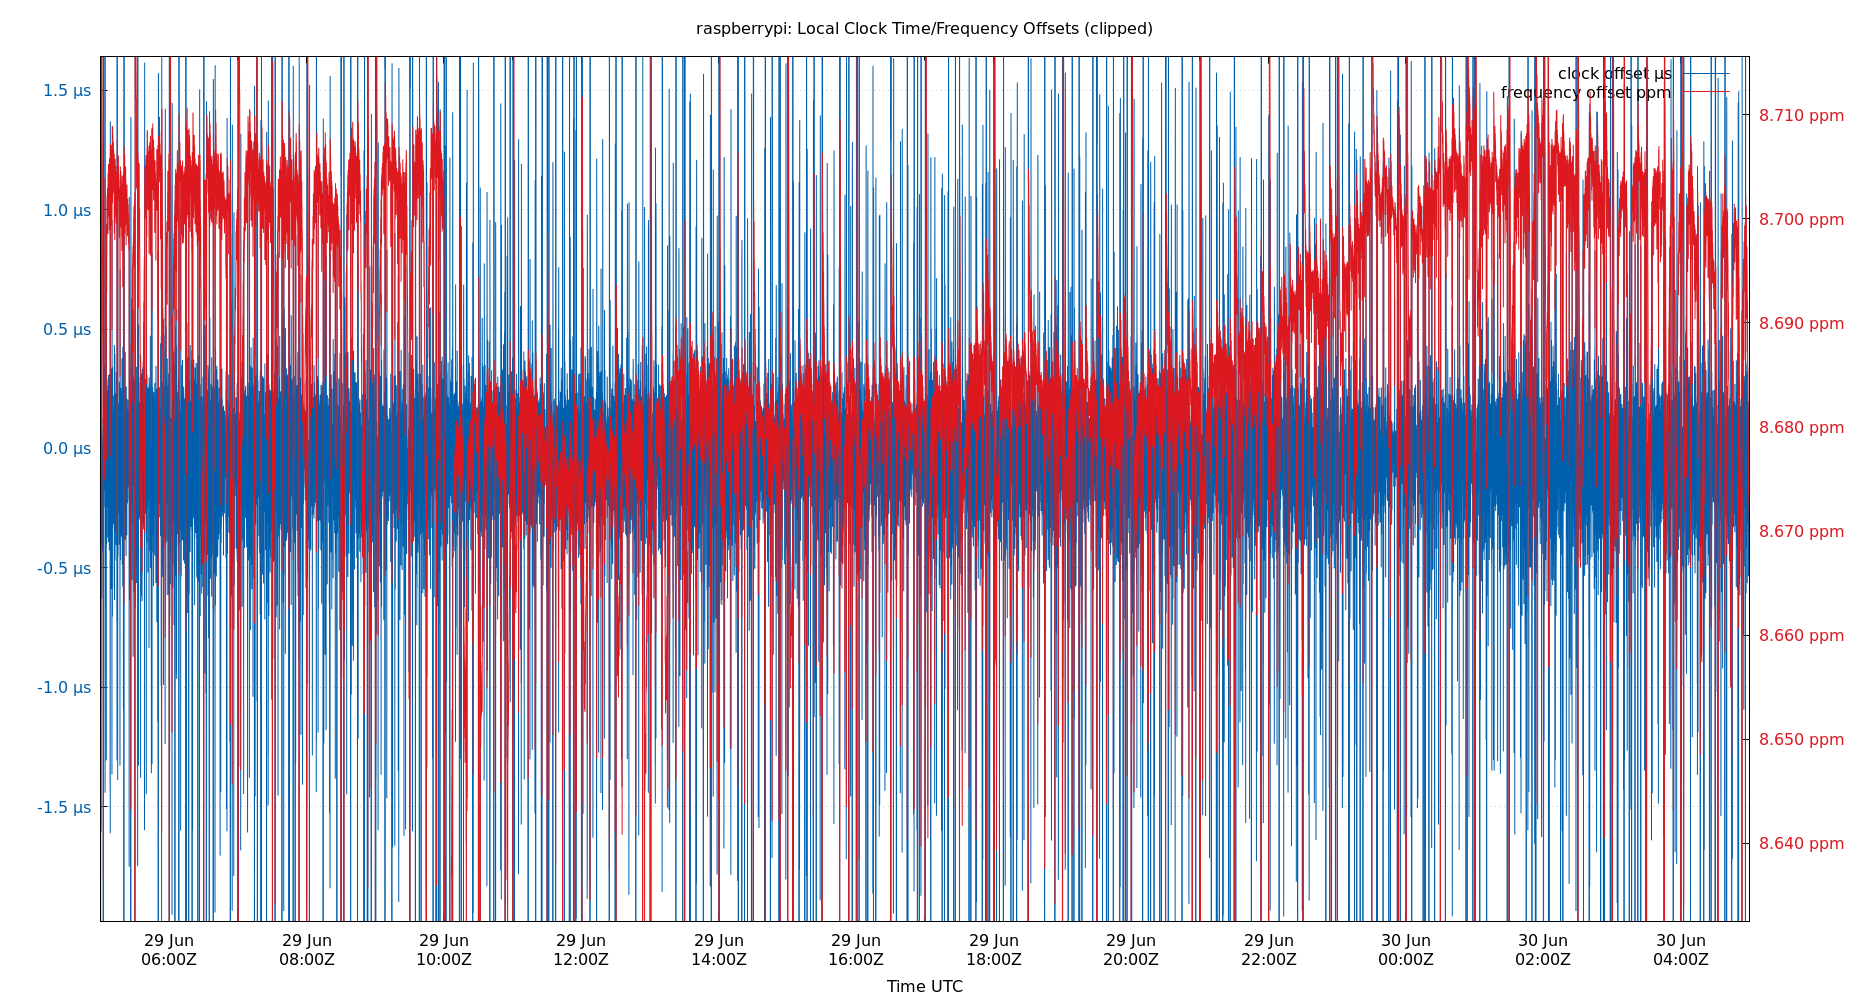 raspberrypi: Local Clock Time/Frequency Offsets (clipped)
clock offset µs
frequency offset ppm
1.5 µs
1.0 µs
0.5 µs
0.0 µs
-0.5 µs
-1.0 µs
-1.5 µs
8.710 ppm
8.700 ppm
8.690 ppm
8.680 ppm
8.670 ppm
8.660 ppm
8.650 ppm
8.640 ppm
29 Jun 29 Jun 29 Jun 29 Jun 29 Jun 29 Jun 29 Jun 29 Jun 29 Jun 30 Jun 30 Jun 30 Jun
06:00Z 08:00Z 10:00Z 12:00Z 14:00Z 16:00Z 18:00Z 20:00Z 22:00Z 00:00Z 02:00Z 04:00Z
Time UTC